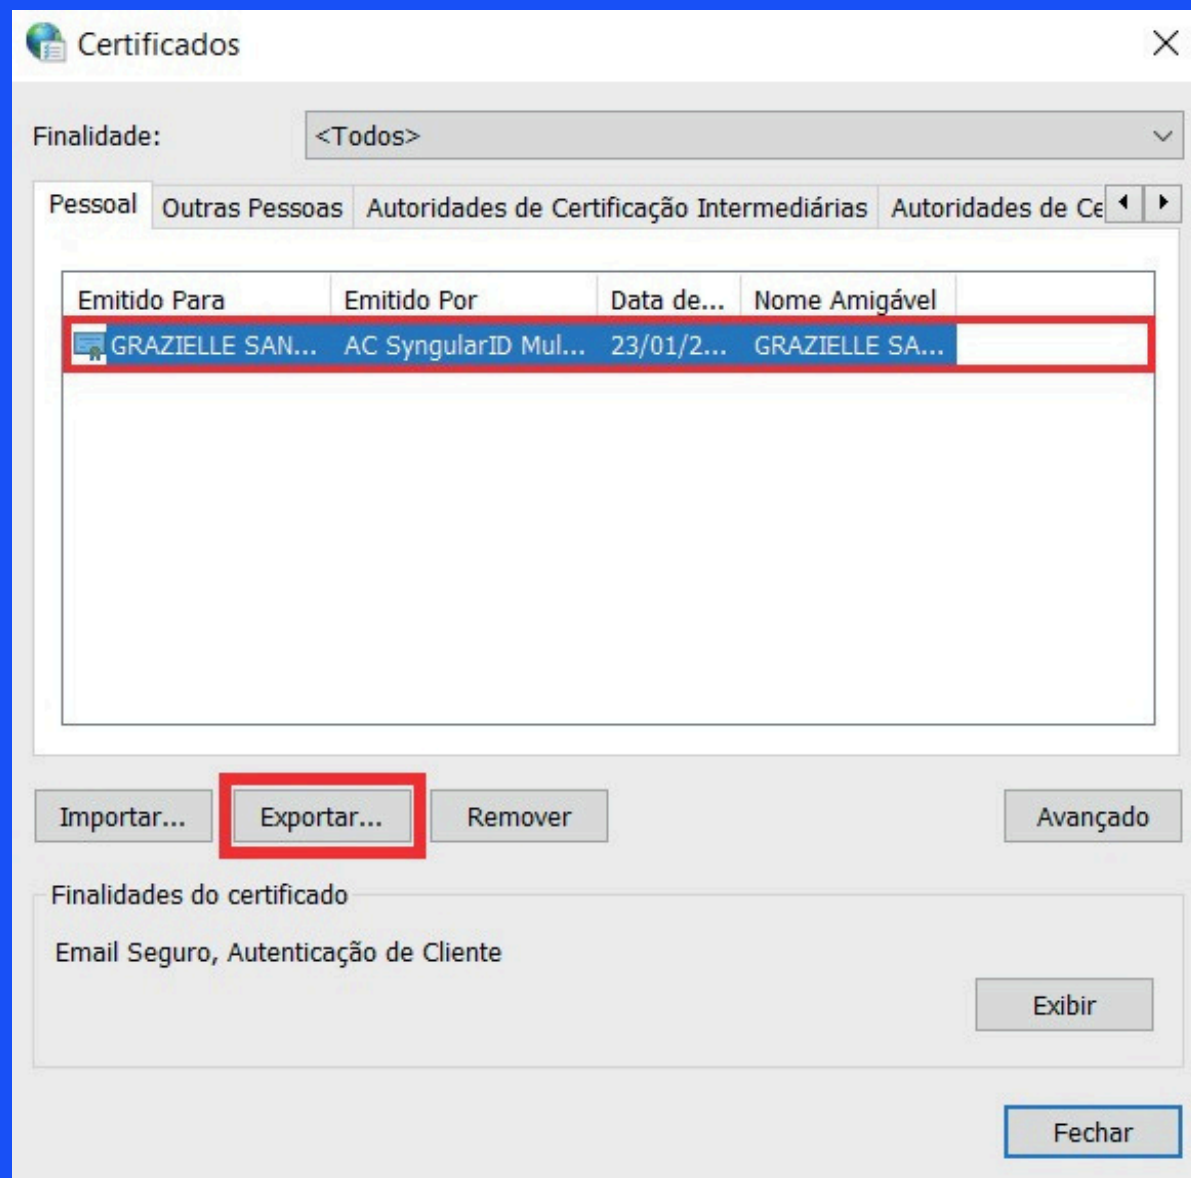 Certificados
Finalidade: <Todos>
Pessoal Outras Pessoas Autoridades de Certificação Intermediárias Autoridades de Ce
Emitido Para Emitido Por Data de... Nome Amigável
GRAZIELLE SAN... AC SyngularID Mul... 23/01/2... GRAZIELLE SA...
Importar... Exportar... Remover Avançado
Finalidades do certificado
Email Seguro, Autenticação de Cliente
Exibir
Fechar